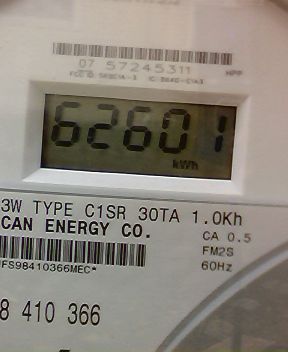 07 57245311 HPP
62601
kWh
3W TYPE C1SR 30TA 1.0Kh
CAN ENERGY CO. CA 0.5
FM2S
60Hz
FS98410366MEC*
8 410 366